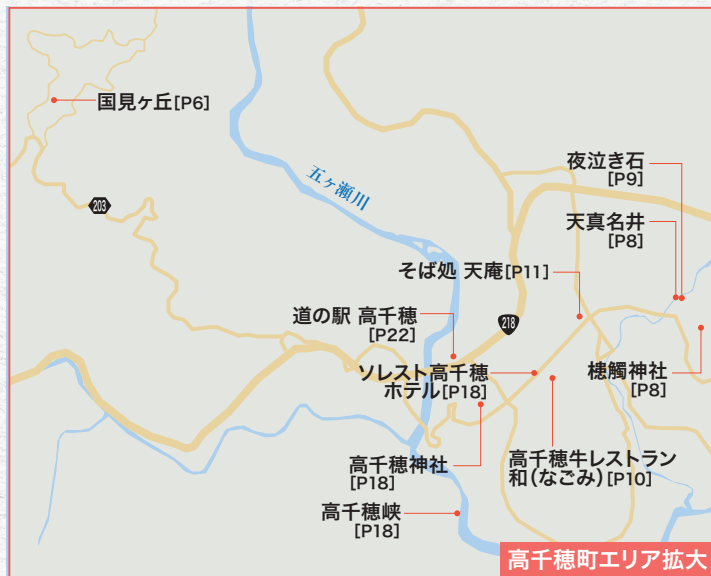 国見ヶ丘[P6]
203
五ヶ瀬川
夜泣き石
[P9]
天真名井
[P8]
そば処 天庵[P11]
道の駅 高千穂
[P22]
218
ソレスト高千穂
ホテル[P18]
槵觸神社
[P8]
高千穂神社
[P18]
高千穂牛レストラン
和(なごみ)[P10]
高千穂峡
[P18]
高千穂町エリア拡大